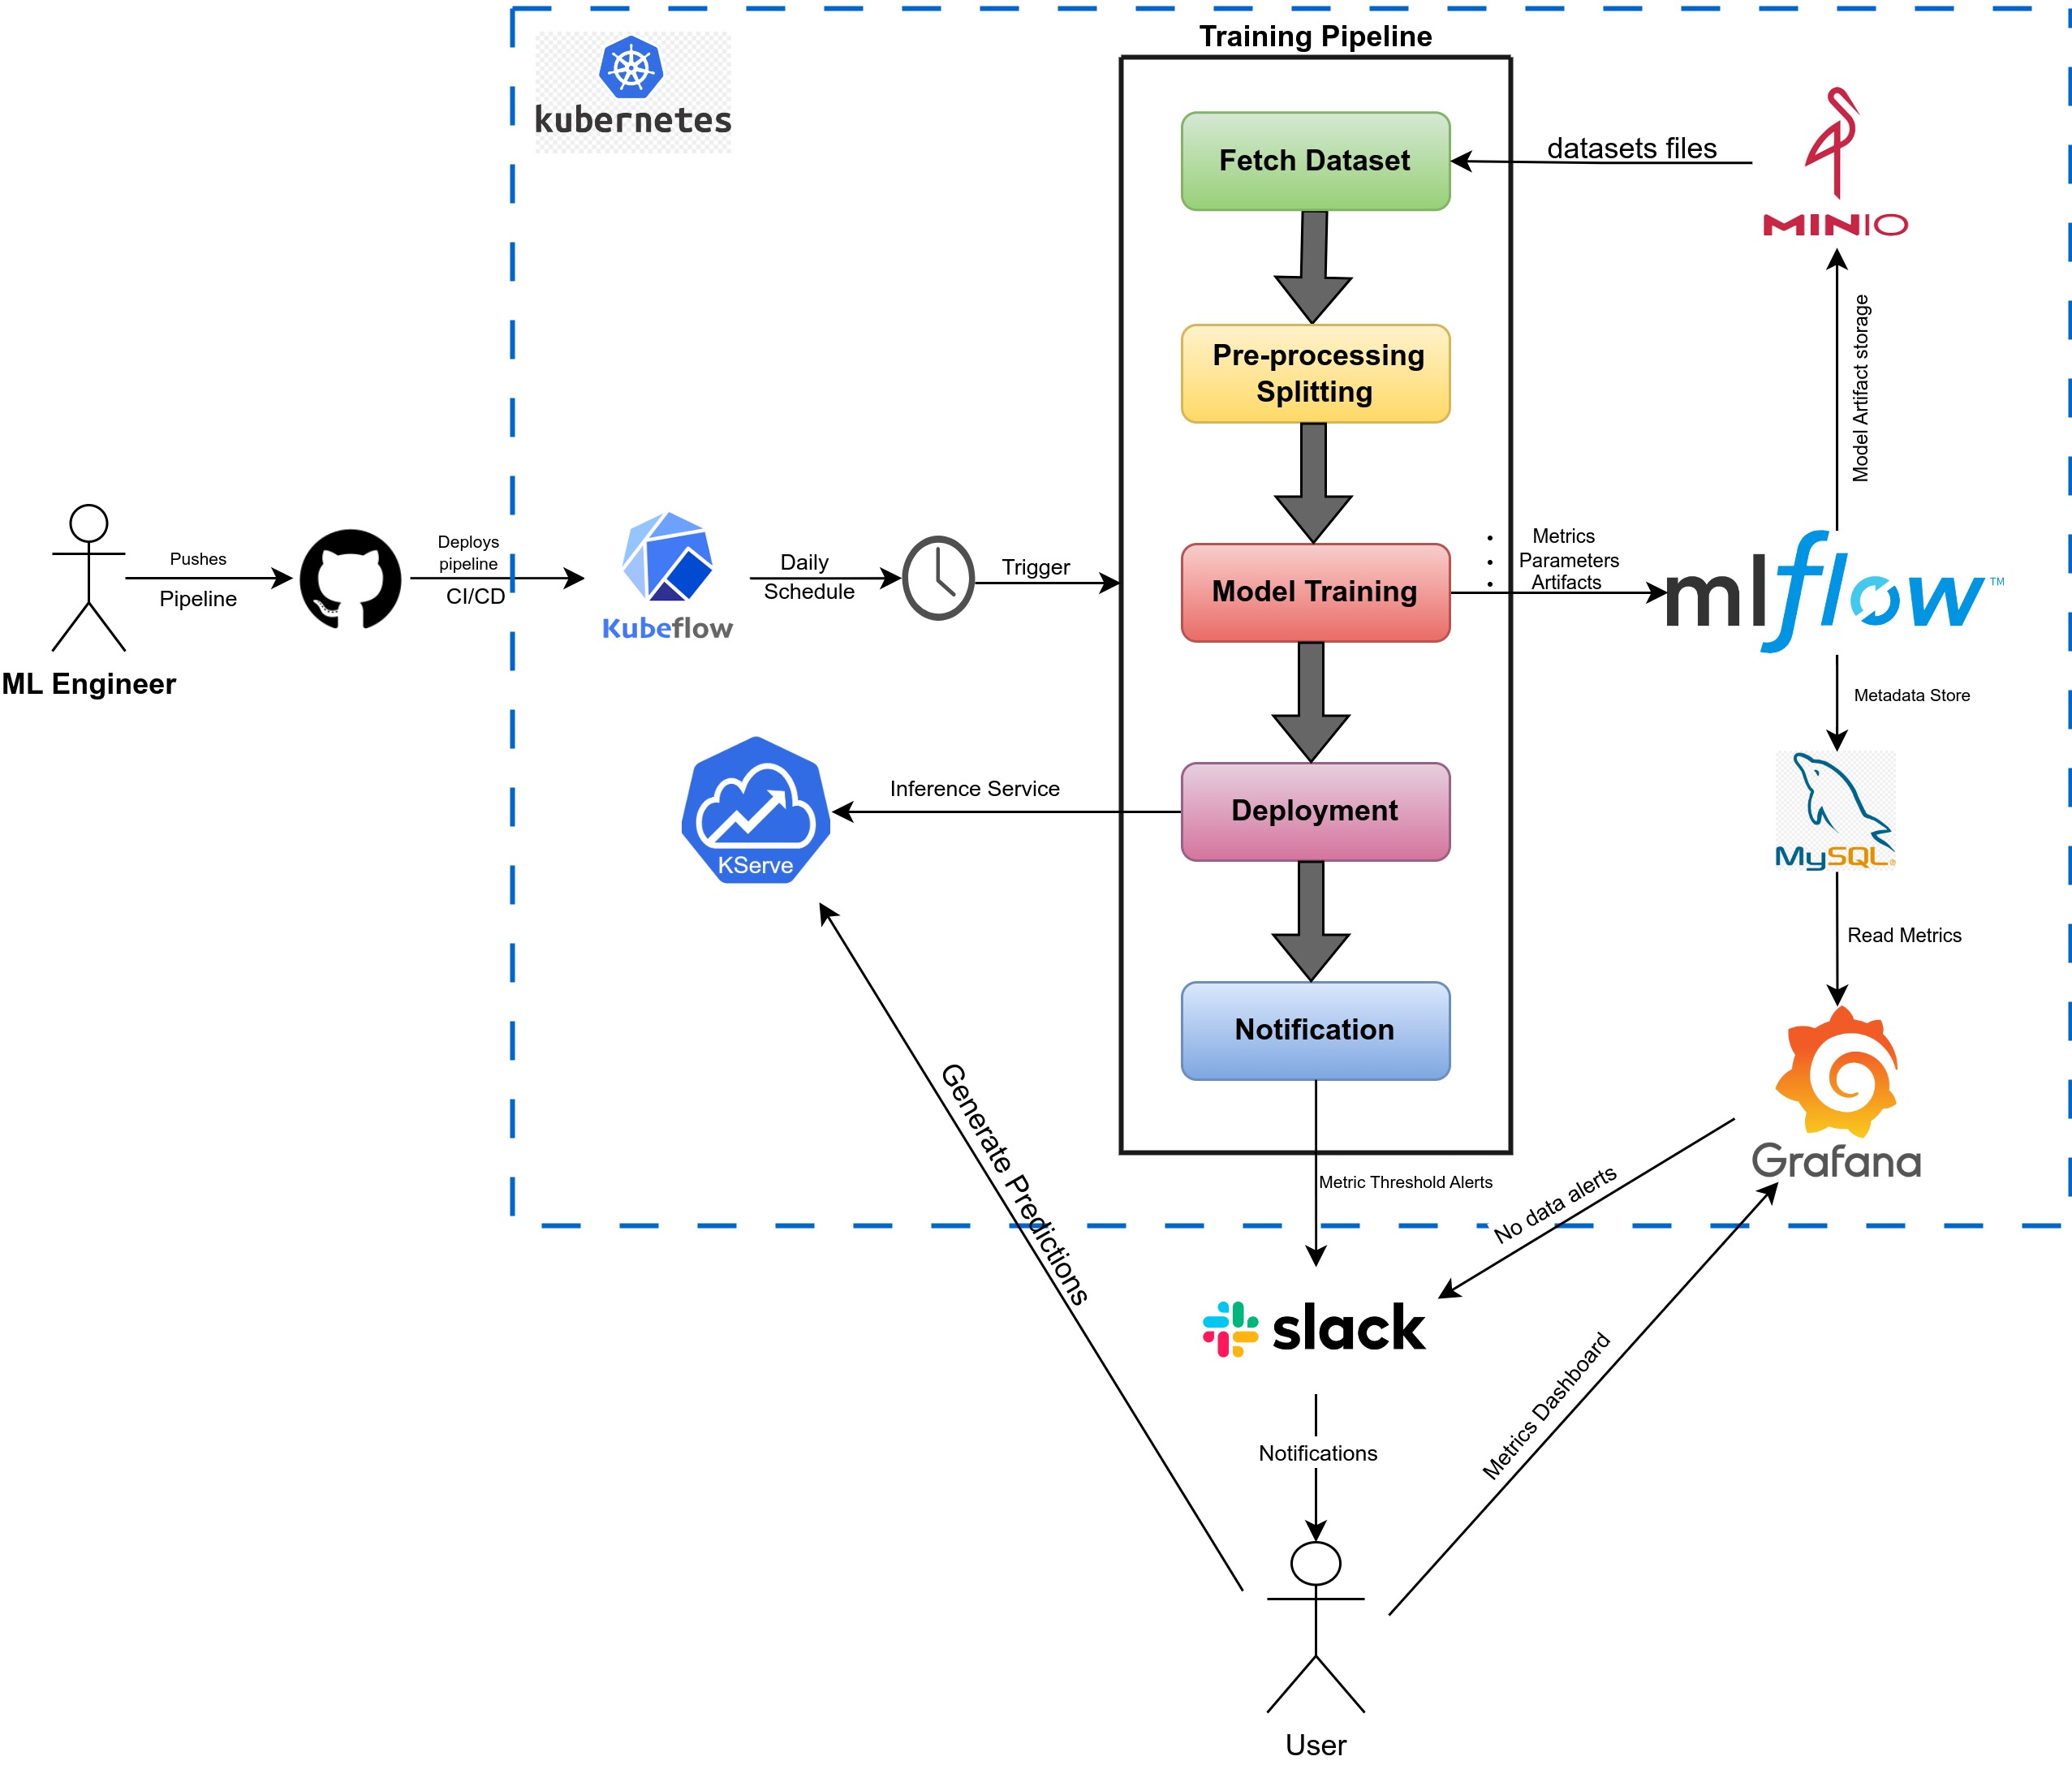 Training Pipeline
kubernetes
Fetch Dataset
datasets files
MINIO
Pre-processing
Splitting
Model Artifact storage
ML Engineer
Pushes
Pipeline
Deploys
pipeline
CI/CD
Kubeflow
Daily
Schedule
Trigger
Model Training
• Metrics
• Parameters
• Artifacts
mlflow™
Metadata Store
MySQL®
KServe
Inference Service
Deployment
Read Metrics
Notification
Grafana
Generate Predictions
Metric Threshold Alerts
No data alerts
slack
Metrics Dashboard
Notifications
User